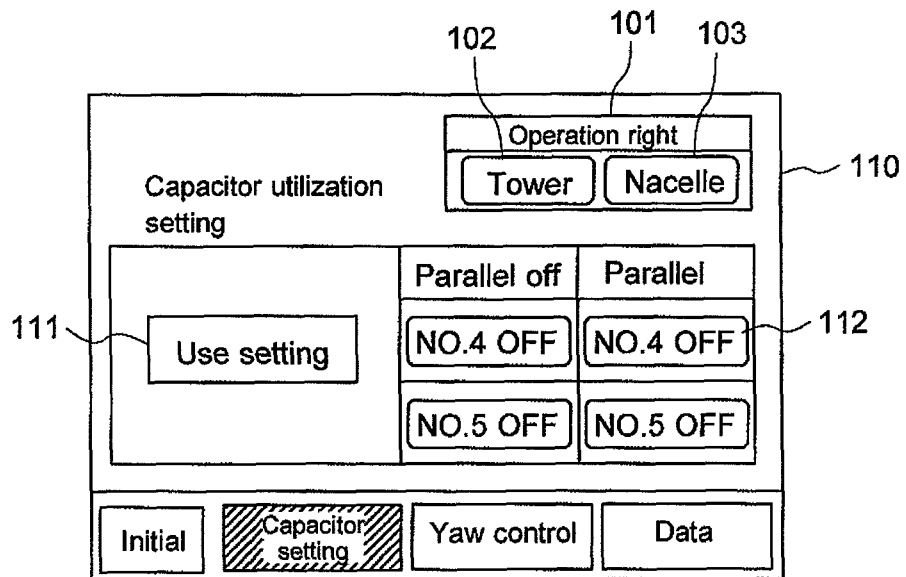 102
101
103
Operation right
Tower Nacelle
110
Capacitor utilization
setting
Parallel off Parallel
111
Use setting
NO.4 OFF NO.4 OFF
112
NO.5 OFF NO.5 OFF
Initial
Capacitor
setting
Yaw control
Data